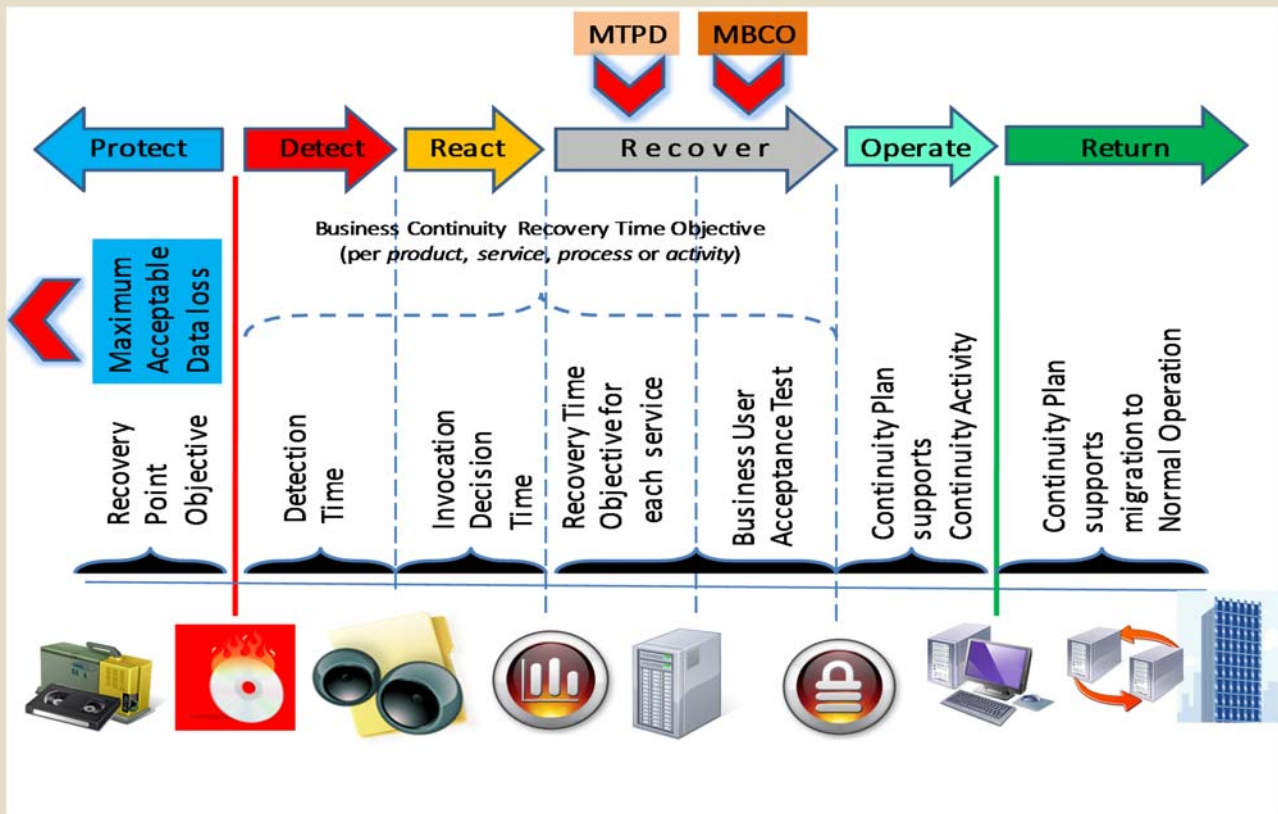 MTPD
MBCO
Protect
Detect
React
Recover
Operate
Return
Business Continuity Recovery Time Objective
(per product, service, process or activity)
Maximum
Acceptable
Data loss
Recovery
Point
Objective
Detection
Time
Invocation
Decision
Time
Recovery Time
Objective for
each service
Business User
Acceptance Test
Continuity Plan
supports
Continuity Activity
Continuity Plan
supports
migration to
Normal Operation